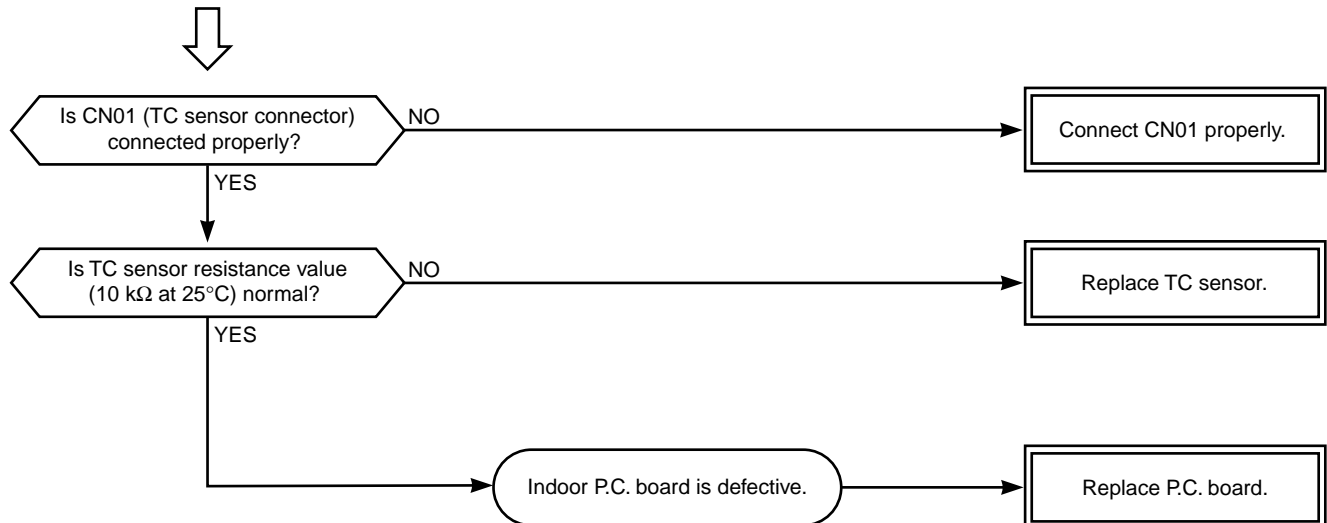 Is CN01 (TC sensor connector)
connected properly?
NO
Connect CN01 properly.
YES
Is TC sensor resistance value
(10 kΩ at 25°C) normal?
NO
Replace TC sensor.
YES
Indoor P.C. board is defective.
Replace P.C. board.